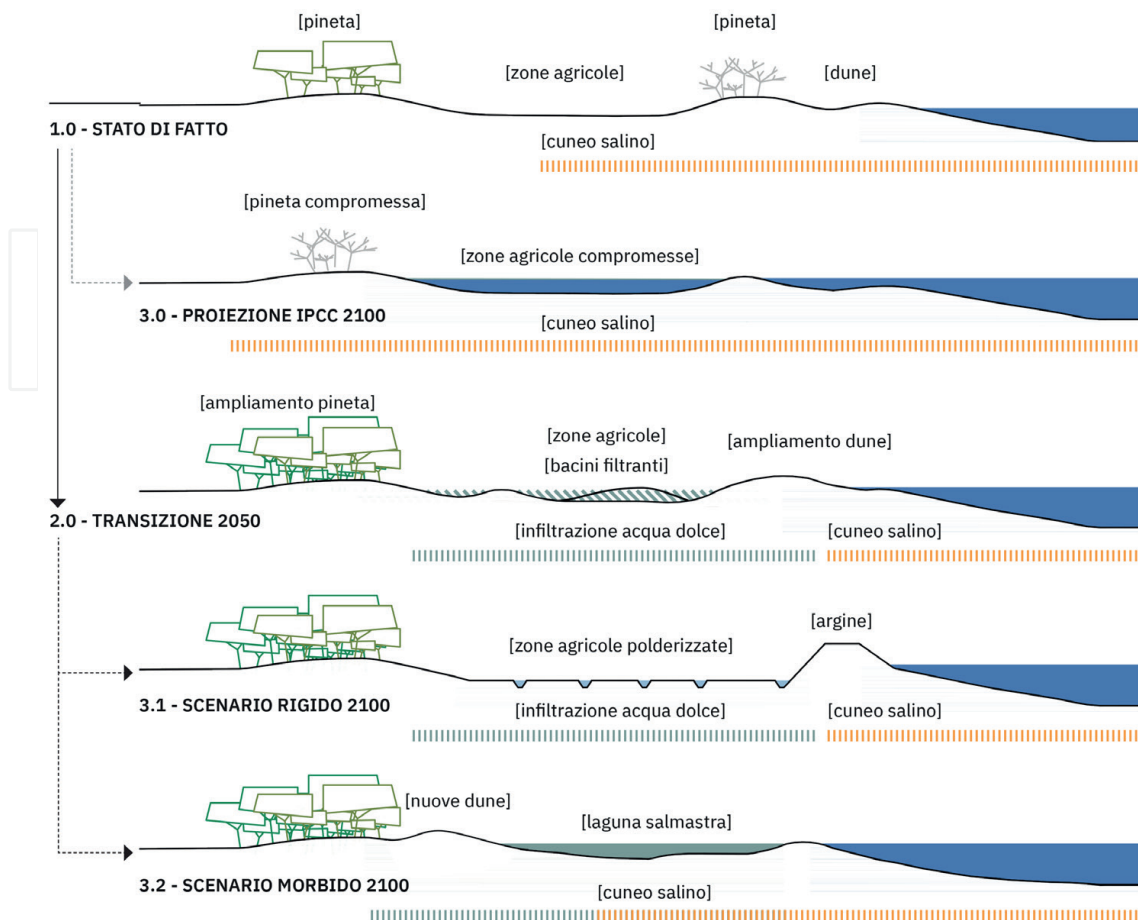 [pineta]
[pineta]
[zone agricole]
[dune]
1.0 - STATO DI FATTO
[cuneo salino]
[pineta compromessa]
[zone agricole compromesse]
3.0 - PROIEZIONE IPCC 2100
[cuneo salino]
[ampliamento pineta]
[zone agricole]
[bacini filtranti]
[ampliamento dune]
2.0 - TRANSIZIONE 2050
[infiltrazione acqua dolce]
[cuneo salino]
[argine]
[zone agricole polderizzate]
3.1 - SCENARIO RIGIDO 2100
[infiltrazione acqua dolce]
[cuneo salino]
[nuove dune]
[laguna salmastra]
3.2 - SCENARIO MORBIDO 2100
[cuneo salino]